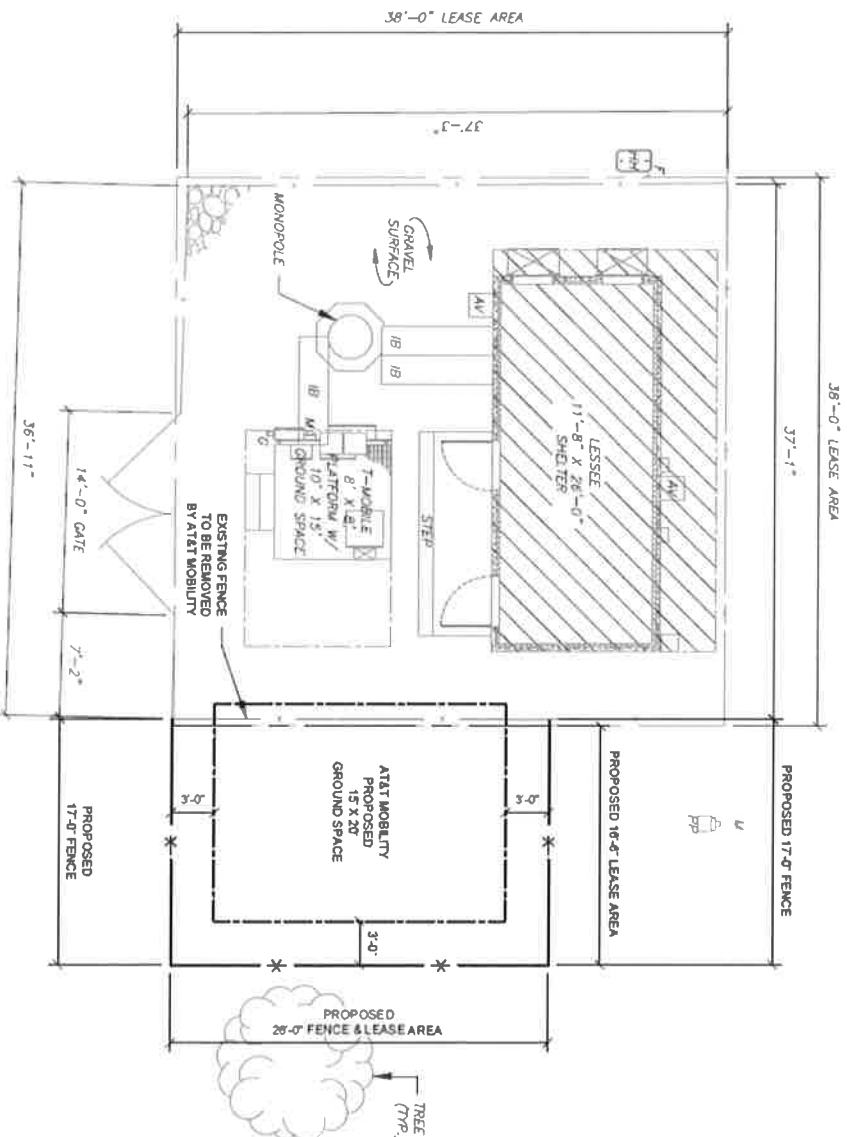 38'-0" LEASE AREA
37'-3"
38'-0" LEASE AREA
37'-1"
PROPOSED 17'-0" FENCE
PROPOSED 16'-6" LEASE AREA
MONOPOLE
GRAVEL
SURFACE
AV
IB
IB
IB
LESSEE
11'-8" X 26'-0"
SHELTER
AV
STEP
T-MOBILE
8' X 8'
PLATFORM W/
10' X 15'
GROUND SPACE
EXISTING FENCE
TO BE REMOVED
BY AT&T MOBILITY
36'-11"
14'-0" GATE
7'-2"
PROPOSED
17'-0" FENCE
AT&T MOBILITY
PROPOSED
15' X 20'
GROUND SPACE
3'-0"
3'-0"
3'-0"
PP
PROPOSED
26'-0" FENCE & LEASE AREA
TREE
(TYP.